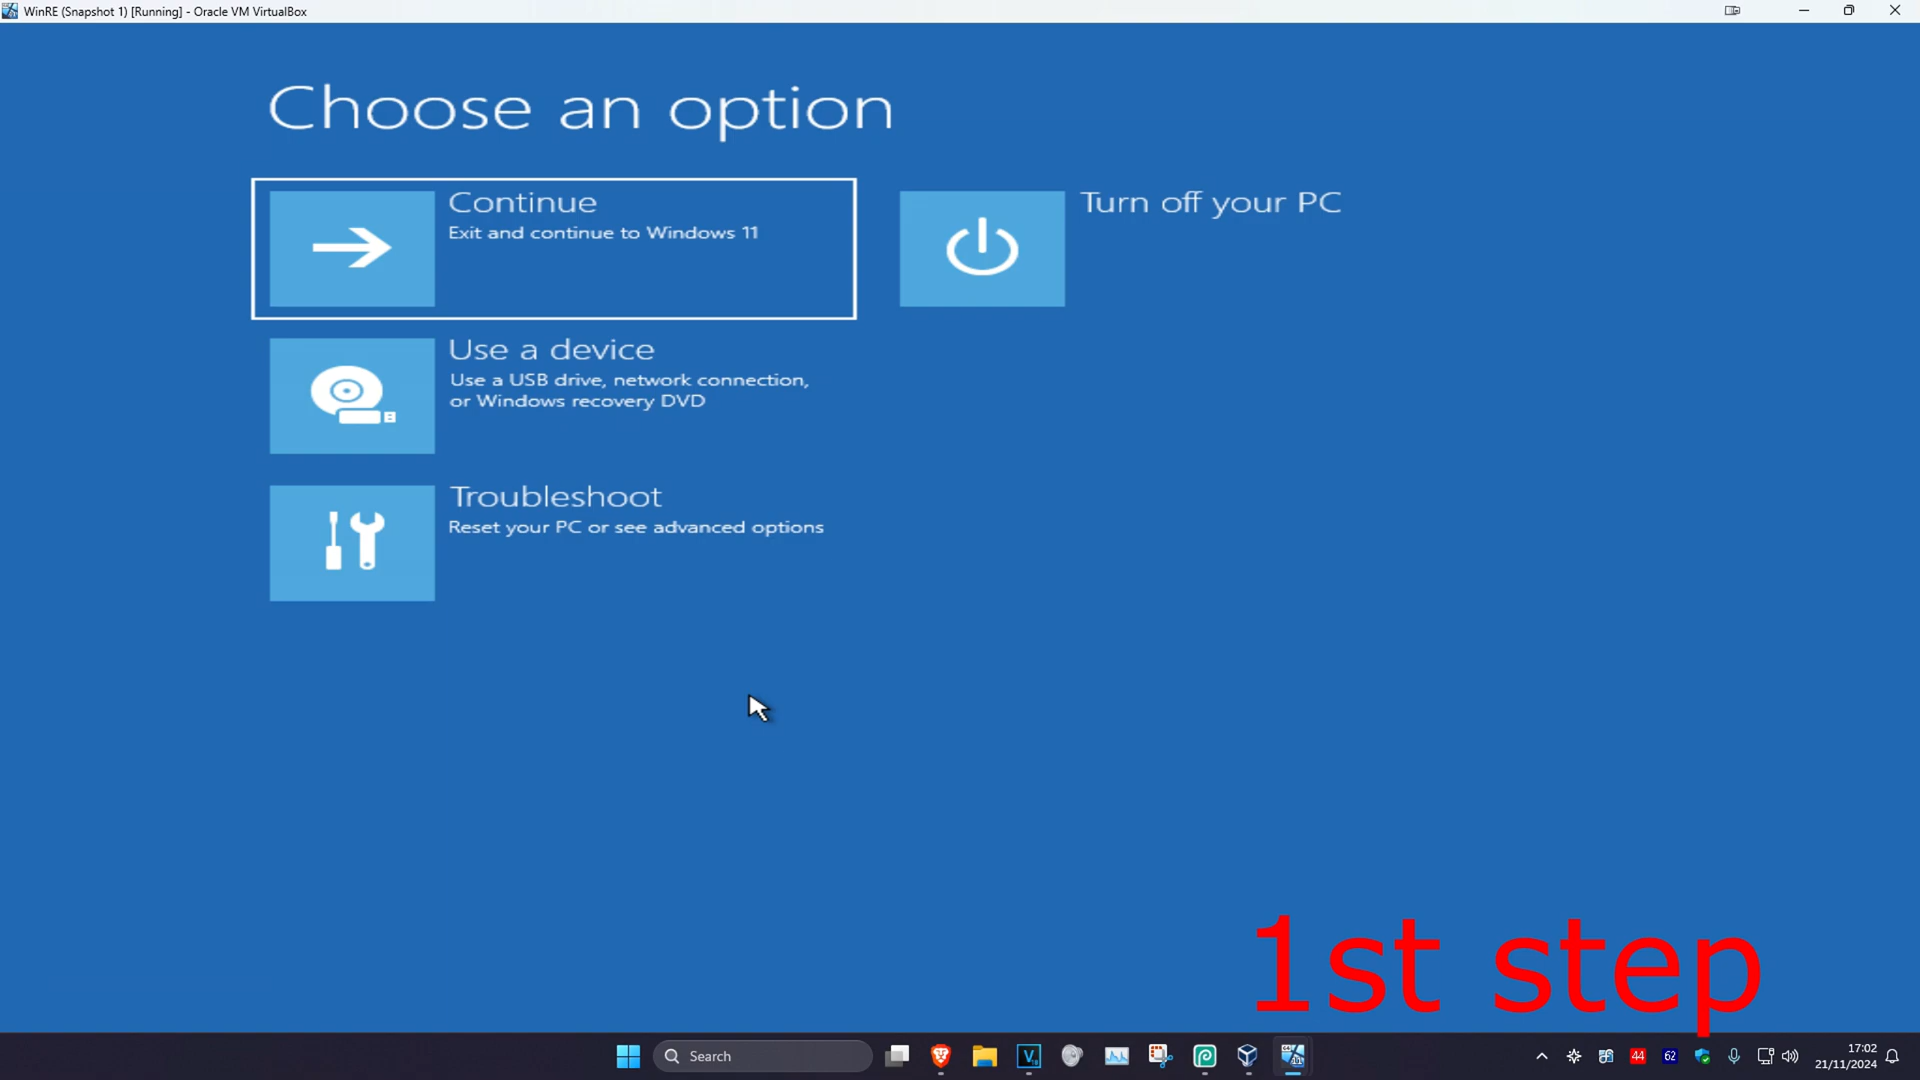 WinRE (Snapshot 1) [Running] - Oracle VM VirtualBox
Choose an option
Continue
Exit and continue to Windows 11
Turn off your PC
Use a device
Use a USB drive, network connection,
or Windows recovery DVD
Troubleshoot
Reset your PC or see advanced options
1st step
Search
44
62
17:02
21/11/2024